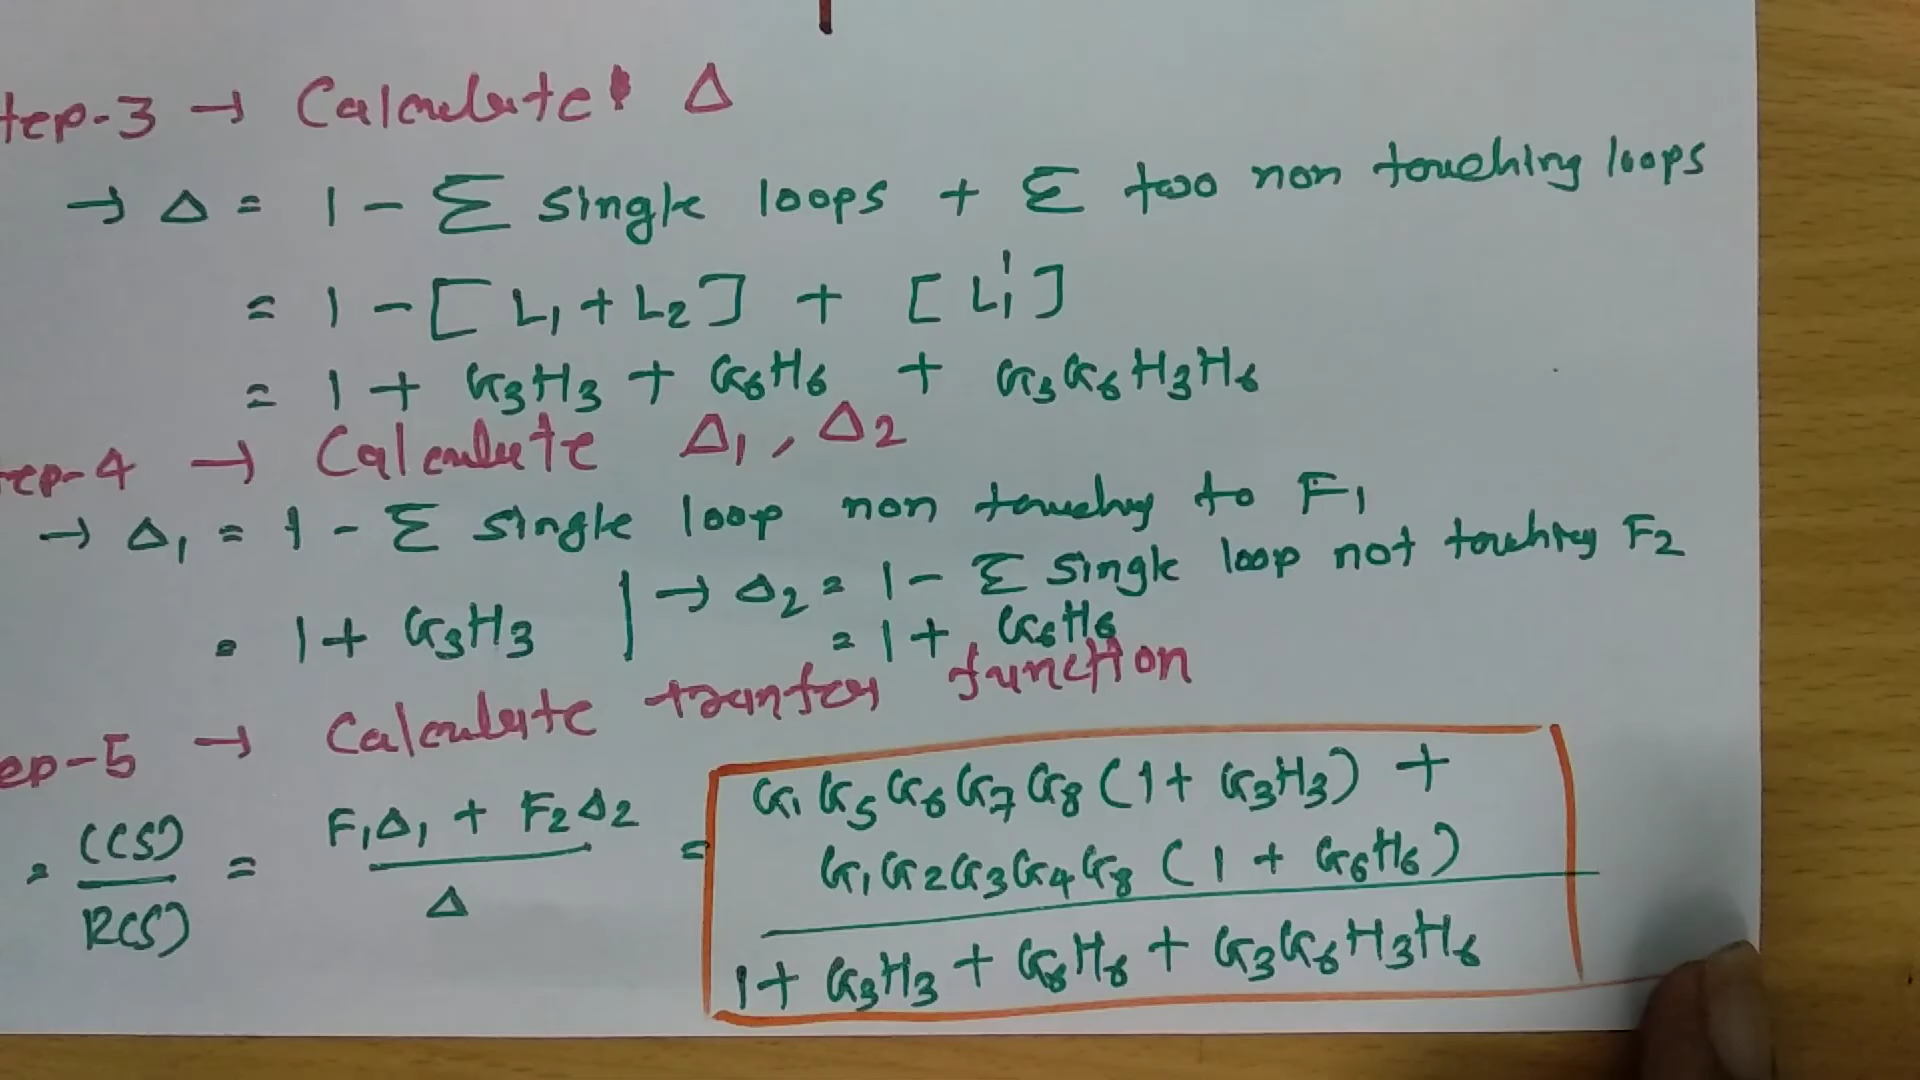 tep-3 → Calculate Δ
→ Δ = 1 - Σ single loops + Σ two non touching loops
= 1 - [L₁ + L₂] + [L₁']
= 1 + G₃H₃ + G₆H₆ + G₃G₆H₃H₆
ep-4 → Calculate Δ₁, Δ₂
→ Δ₁ = 1 - Σ single loop non touching to F₁
= 1 + G₃H₃ | → Δ₂ = 1 - Σ single loop not touching F₂
= 1 + G₆H₆
ep-5 → Calculate tranfer function
= C(S)/R(S) = F₁Δ₁ + F₂Δ₂/Δ = G₁G₅G₆G₇G₈(1 + G₃H₃) +
G₁G₂G₃G₄G₈(1 + G₆H₆)
1 + G₃H₃ + G₆H₆ + G₃G₆H₃H₆